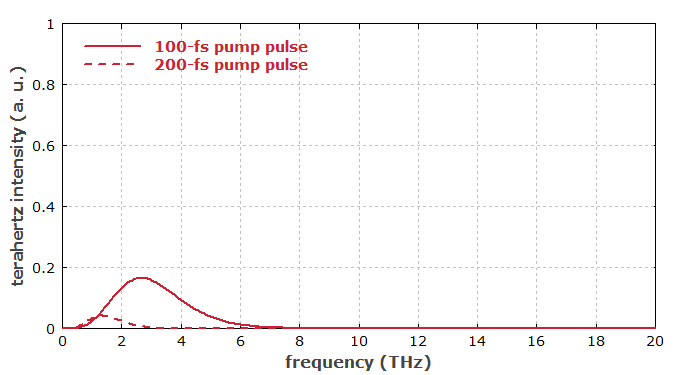 1
100-fs pump pulse
200-fs pump pulse
0.8
0.6
0.4
0.2
0
terahertz intensity (a. u.)
0 2 4 6 8 10 12 14 16 18 20
frequency (THz)